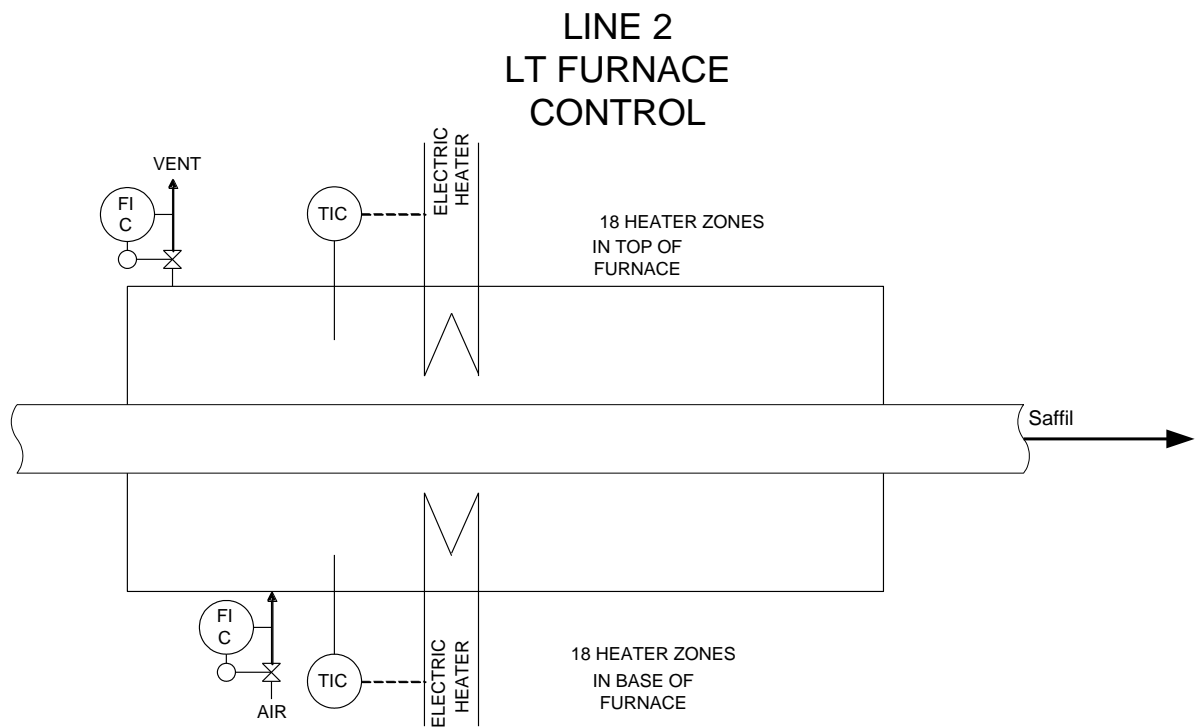 LINE 2
LT FURNACE
CONTROL
VENT
FI
C
TIC
ELECTRIC
HEATER
18 HEATER ZONES
IN TOP OF
FURNACE
Saffil
FI
C
AIR
TIC
ELECTRIC
HEATER
18 HEATER ZONES
IN BASE OF
FURNACE